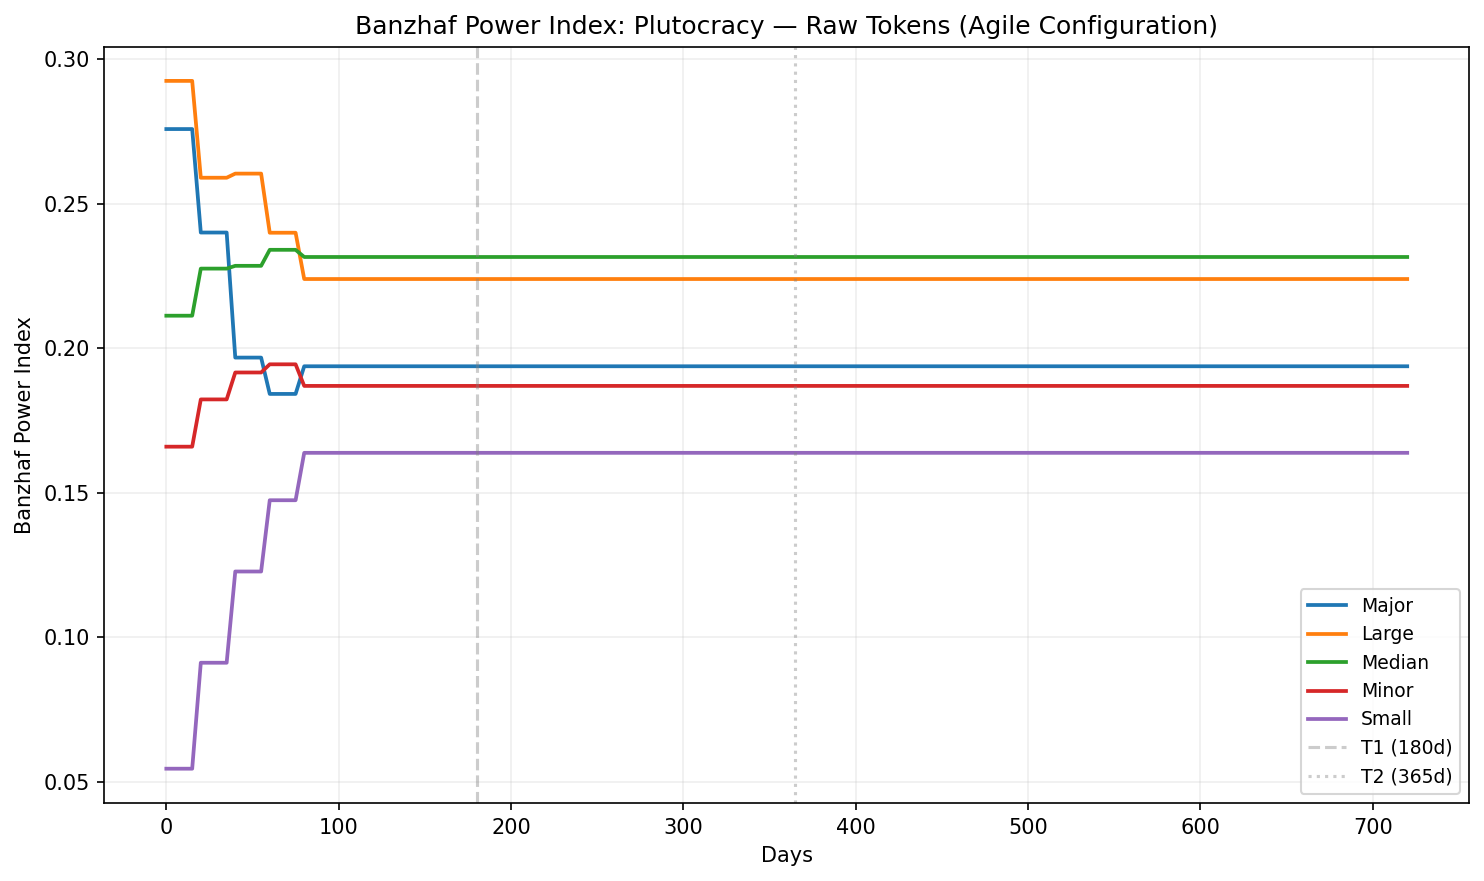 Banzhaf Power Index: Plutocracy — Raw Tokens (Agile Configuration)
Banzhaf Power Index
0.30
0.25
0.20
0.15
0.10
0.05
0 100 200 300 400 500 600 700
Days
Major
Large
Median
Minor
Small
T1 (180d)
T2 (365d)